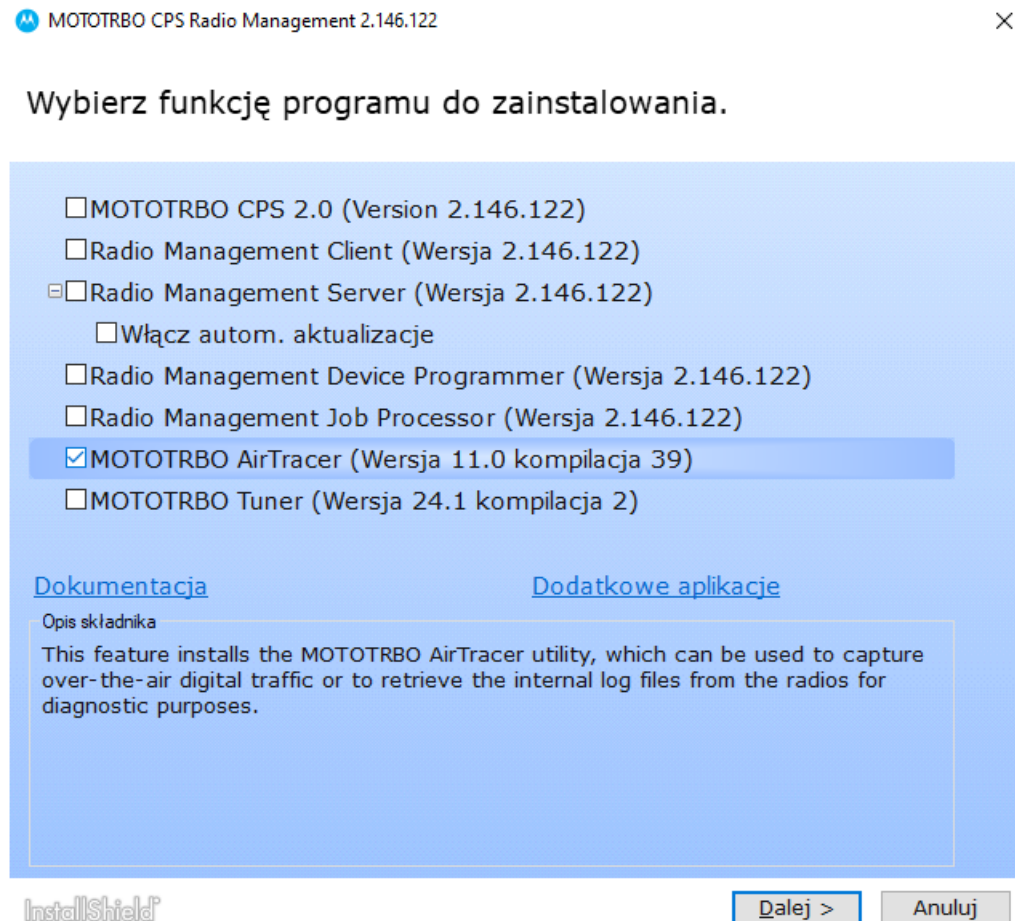 MOTOTRBO CPS Radio Management 2.146.122
Wybierz funkcję programu do zainstalowania.
MOTOTRBO CPS 2.0 (Version 2.146.122)
Radio Management Client (Wersja 2.146.122)
Radio Management Server (Wersja 2.146.122)
Włącz autom. aktualizacje
Radio Management Device Programmer (Wersja 2.146.122)
Radio Management Job Processor (Wersja 2.146.122)
MOTOTRBO AirTracer (Wersja 11.0 kompilacja 39)
MOTOTRBO Tuner (Wersja 24.1 kompilacja 2)
Dokumentacja
Dodatkowe aplikacje
Opis składnika
This feature installs the MOTOTRBO AirTracer utility, which can be used to capture
over-the-air digital traffic or to retrieve the internal log files from the radios for
diagnostic purposes.
InstallShield
Dalej >
Anuluj